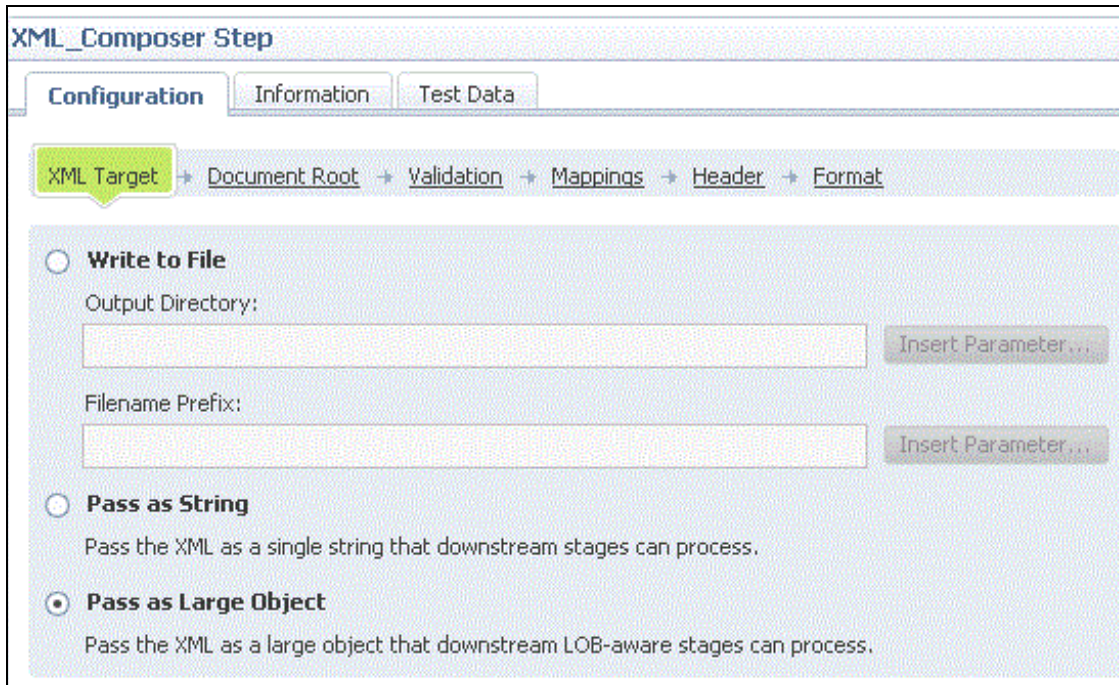 XML_Composer Step
Configuration Information Test Data
XML Target Document Root Validation Mappings Header Format
Write to File
Output Directory:
Insert Parameter...
Filename Prefix:
Insert Parameter...
Pass as String
Pass the XML as a single string that downstream stages can process.
Pass as Large Object
Pass the XML as a large object that downstream LOB-aware stages can process.